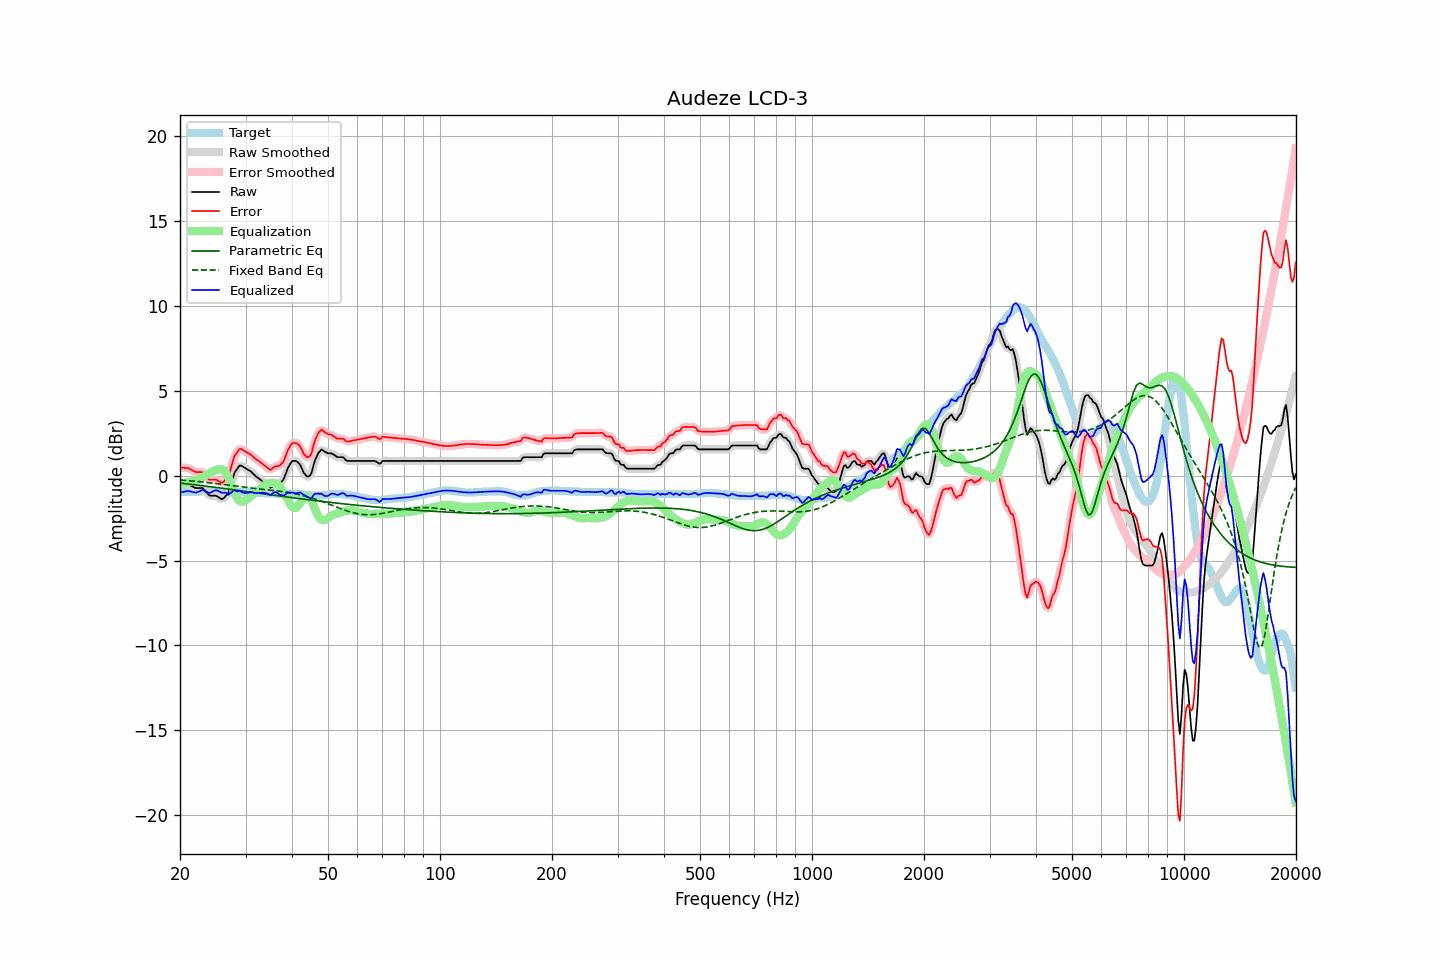 Audeze LCD-3
Target
Raw Smoothed
Error Smoothed
Raw
Error
Equalization
Parametric Eq
Fixed Band Eq
Equalized
20
15
10
5
0
−5
−10
−15
−20
Amplitude (dBr)
20 50 100 200 500 1000 2000 5000 10000 20000
Frequency (Hz)